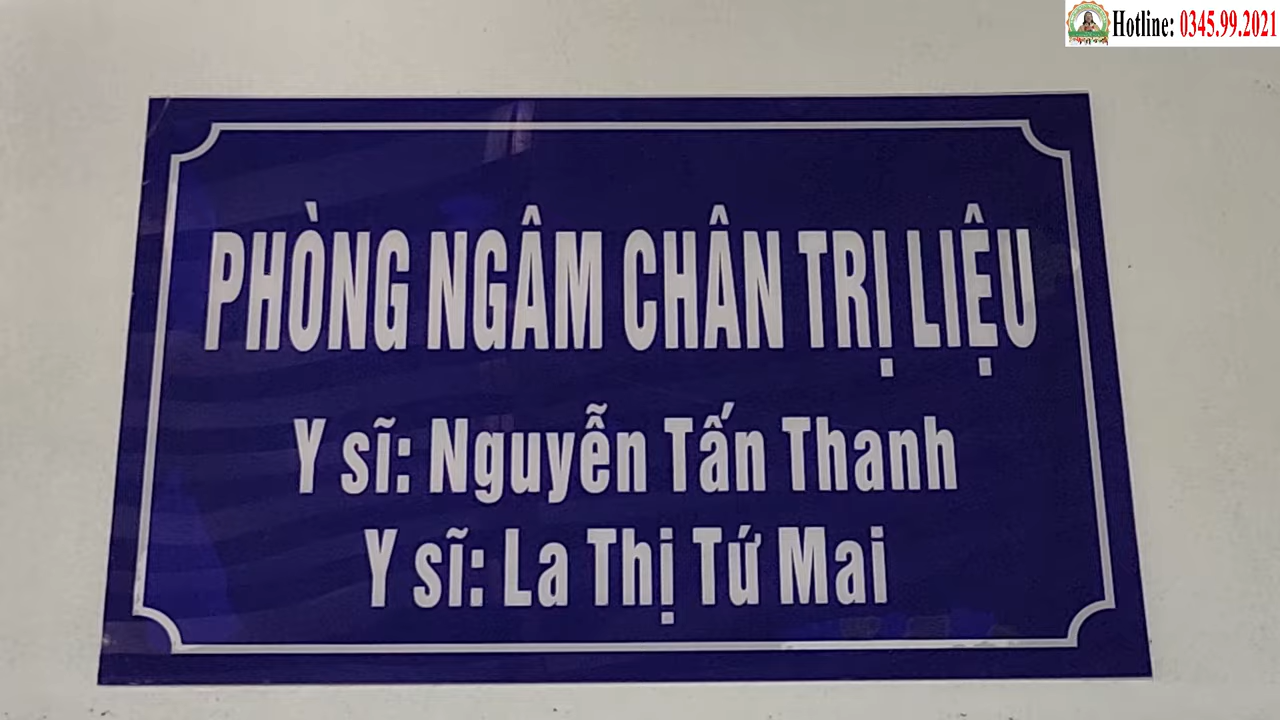 Hotline: 0345.99.2021
PHÒNG NGÂM CHÂN TRỊ LIỆU
Y sĩ: Nguyễn Tấn Thanh
Y sĩ: La Thị Tứ Mai